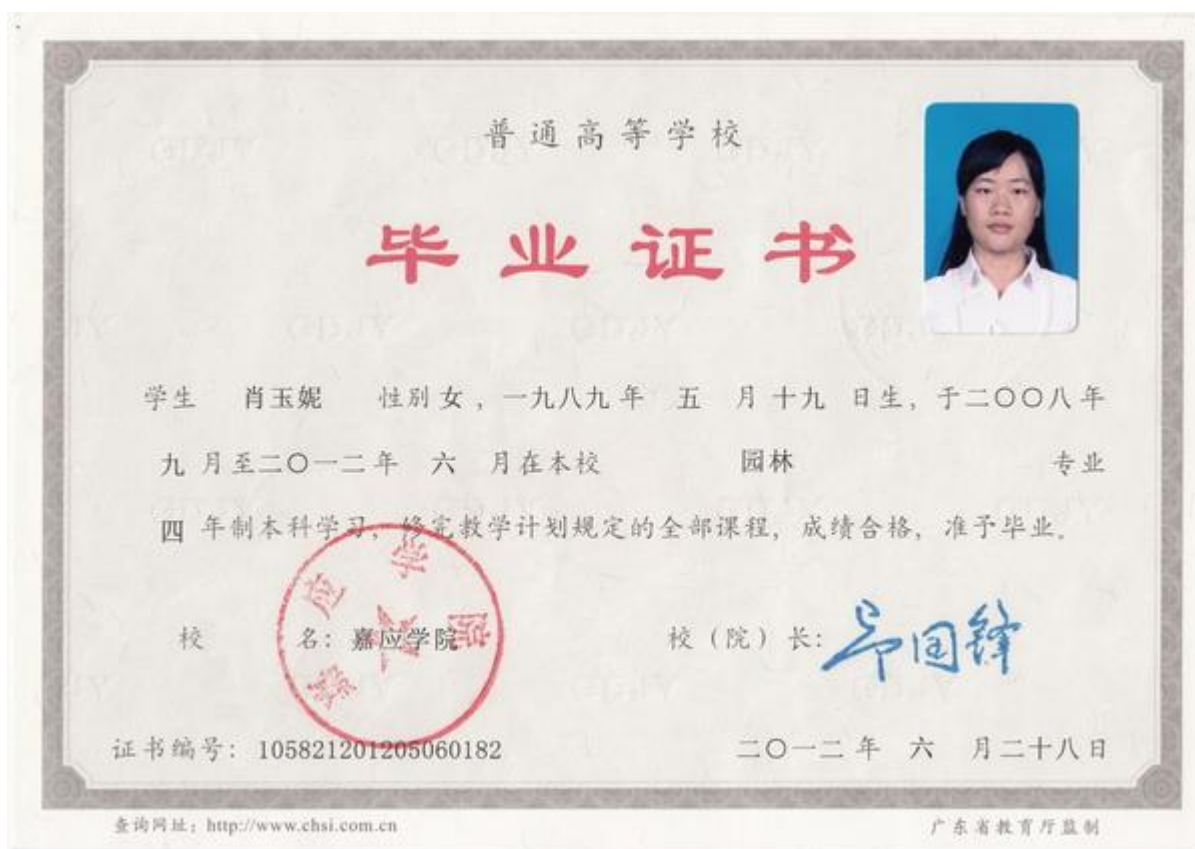 普通高等学校
毕业证书
学生 肖玉妮 性别 女 ，一九八九 年 五 月 十九 日生，于二〇〇八年
九 月至二〇一二年 六 月在本校 园林 专业
四 年制本科学习，修完教学计划规定的全部课程，成绩合格，准予毕业。
校 名：嘉应学院 校（院）长：
嘉应学院
证书编号：105821201205060182 二〇一二 年 六 月二十八日
查询网址：http://www.chsi.com.cn 广东省教育厅监制